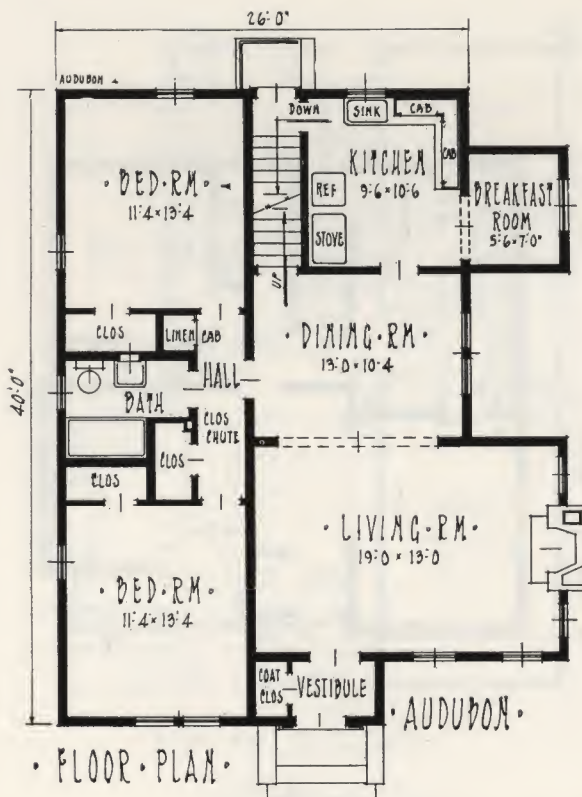 26'-0"
AUDUBON
DOWN
SINK
CAB
CAB
KITCHEN
9'-6 × 10'-6
BED·RM
11'-4 × 13'-4
REF
STOVE
BREAKFAST
ROOM
5'-6 × 7'-0"
UP
CLOS
LINEN
CAB
DINING·RM
13'-0 × 10'-4
40'-0"
HALL
BATH
CLOS
CHUTE
CLOS
CLOS
LIVING·RM
19'-0 × 13'-0
BED·RM
11'-4 × 13'-4
COAT
CLOS
VESTIBULE
·AUDUBON·
·FLOOR·PLAN·